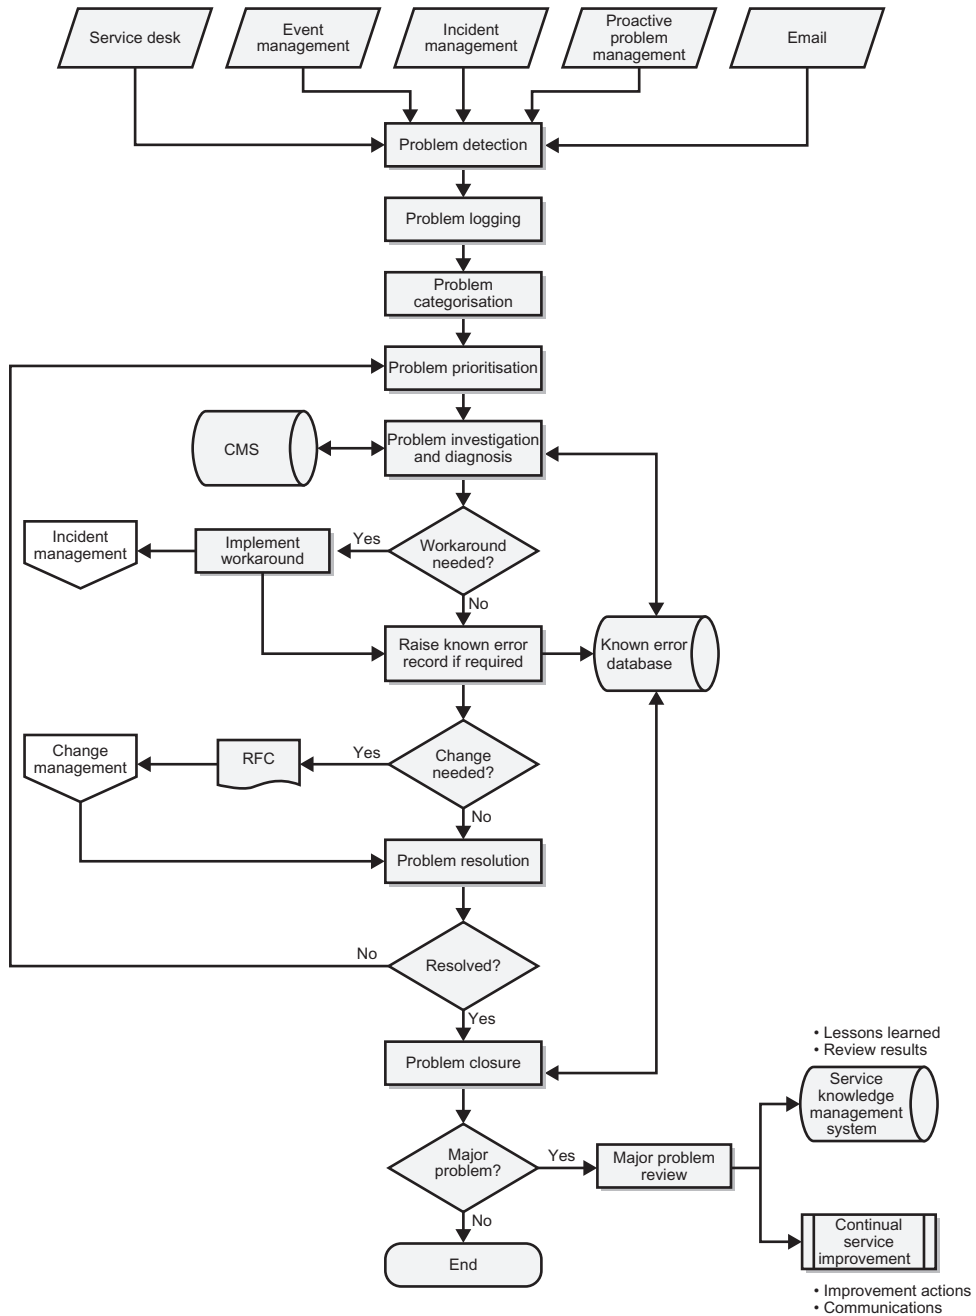 Service desk
Event
management
Incident
management
Proactive
problem
management
Email
Problem detection
Problem logging
Problem
categorisation
Problem prioritisation
CMS
Problem investigation
and diagnosis
Incident
management
Implement
workaround
Yes
Workaround
needed?
No
Raise known error
record if required
Known error
database
Change
management
RFC
Yes
Change
needed?
No
Problem resolution
No
Resolved?
Yes
Problem closure
• Lessons learned
• Review results
Service
knowledge
management
system
Major
problem?
Yes
Major problem
review
No
Continual
service
improvement
End
• Improvement actions
• Communications